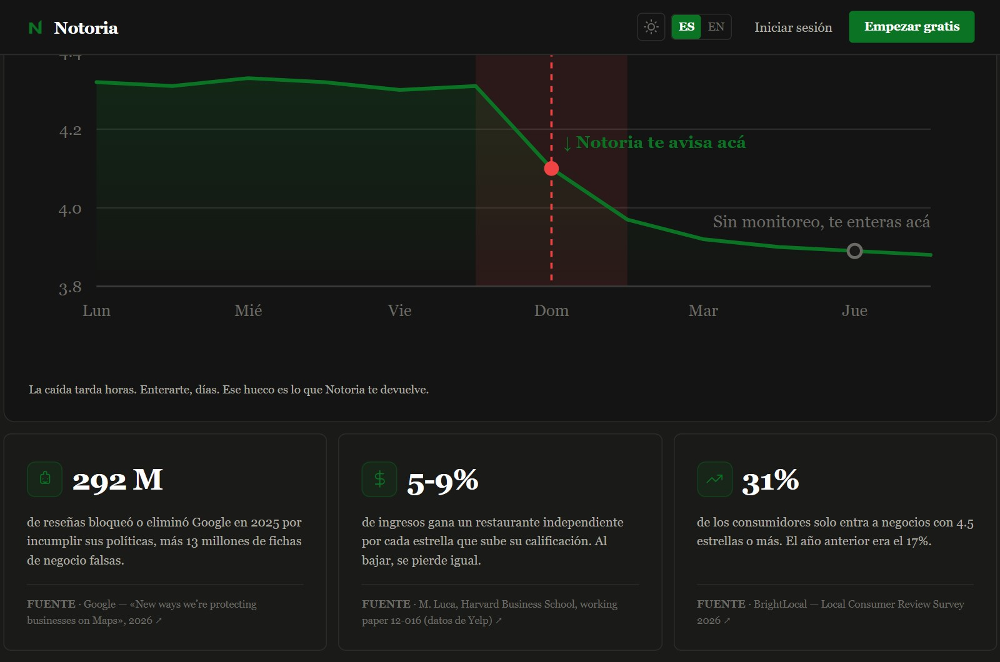 Notoria
ES EN
Iniciar sesión
Empezar gratis
4.4
4.2
↓ Notoria te avisa acá
4.0
Sin monitoreo, te enteras acá
3.8
Lun Mié Vie Dom Mar Jue
La caída tarda horas. Enterarte, días. Ese hueco es lo que Notoria te devuelve.
292 M
de reseñas bloqueó o eliminó Google en 2025 por
incumplir sus políticas, más 13 millones de fichas
de negocio falsas.
FUENTE · Google — «New ways we’re protecting
businesses on Maps», 2026 ↗
5-9%
de ingresos gana un restaurante independiente
por cada estrella que sube su calificación. Al
bajar, se pierde igual.
FUENTE · M. Luca, Harvard Business School, working
paper 12-016 (datos de Yelp) ↗
31%
de los consumidores solo entra a negocios con 4.5
estrellas o más. El año anterior era el 17%.
FUENTE · BrightLocal — Local Consumer Review Survey
2026 ↗